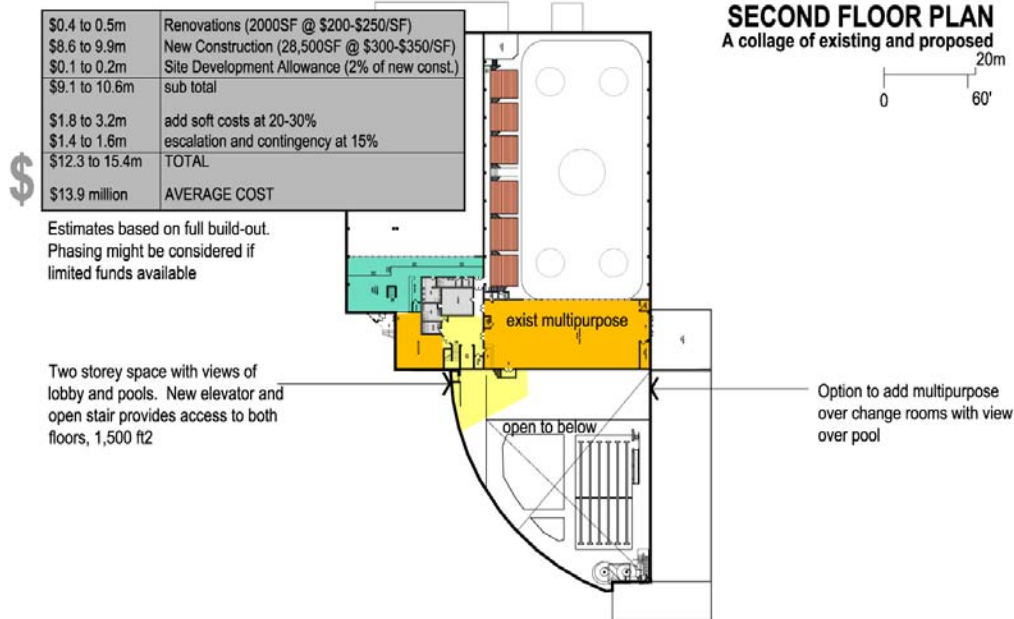 SECOND FLOOR PLAN
A collage of existing and proposed
20m
0 60'
$0.4 to 0.5m Renovations (2000SF @ $200-$250/SF)
$8.6 to 9.9m New Construction (28,500SF @ $300-$350/SF)
$0.1 to 0.2m Site Development Allowance (2% of new const.)
$9.1 to 10.6m sub total
$1.8 to 3.2m add soft costs at 20-30%
$1.4 to 1.6m escalation and contingency at 15%
$12.3 to 15.4m TOTAL
$13.9 million AVERAGE COST
$
Estimates based on full build-out.
Phasing might be considered if
limited funds available
exist multipurpose
Two storey space with views of
lobby and pools. New elevator and
open stair provides access to both
floors, 1,500 ft2
Option to add multipurpose
over change rooms with view
over pool
open to below